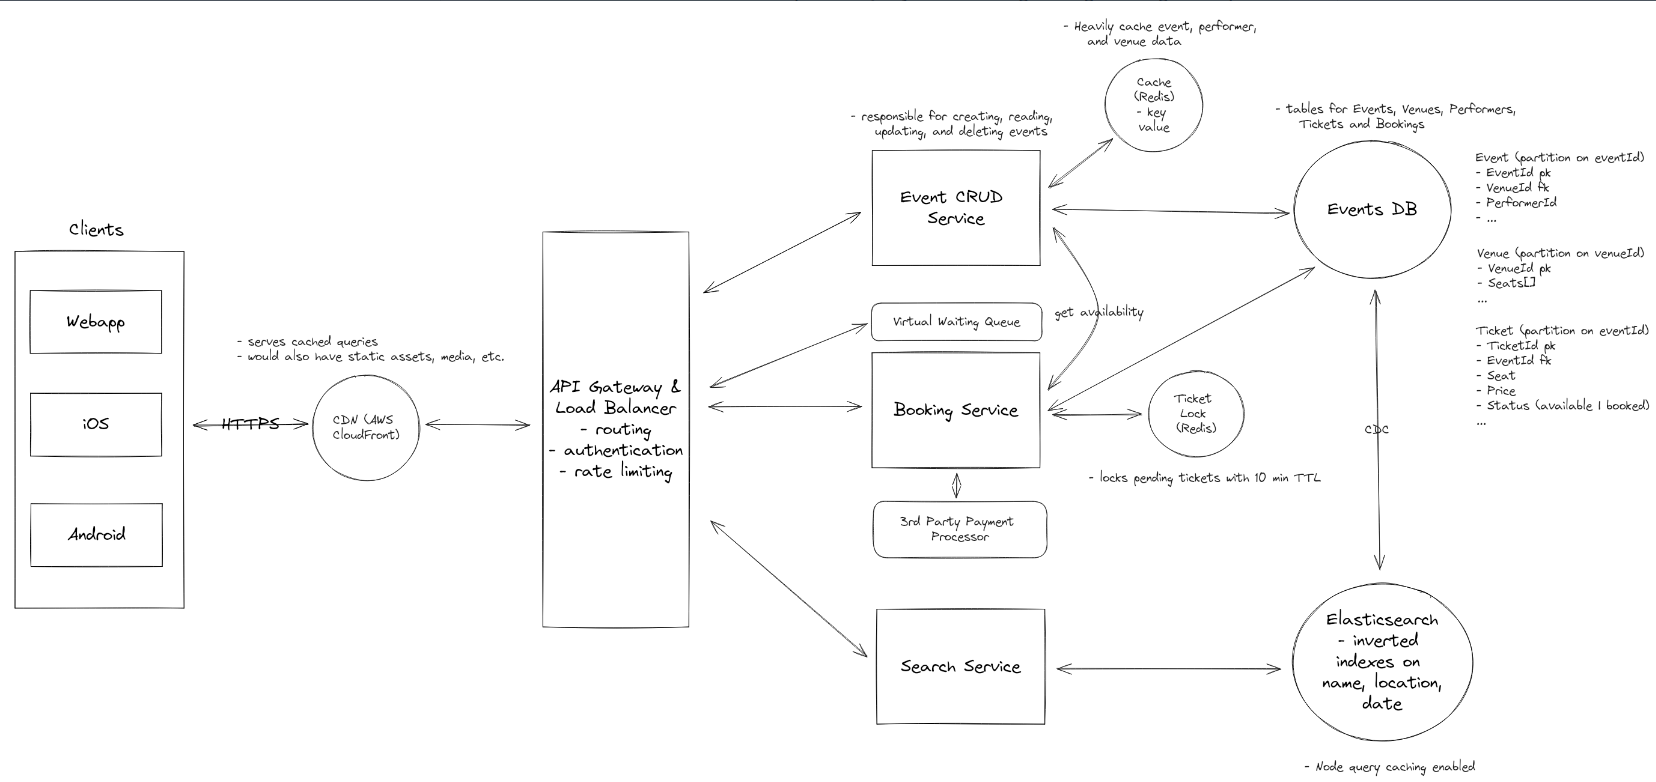 - Heavily cache event, performer,
and venue data
Cache
(Redis)
- key
value
- responsible for creating, reading,
updating, and deleting events
- tables for Events, Venues, Performers,
Tickets and Bookings
Event CRUD
Service
Events DB
Event (partition on eventId)
- EventId pk
- VenueId fk
- PerformerId
- ...
Venue (partition on venueId)
- VenueId pk
- Seats[]
...
Ticket (partition on eventId)
- TicketId pk
- EventId fk
- Seat
- Price
- Status (available | booked)
...
Clients
Webapp
iOS
Android
- serves cached queries
- would also have static assets, media, etc.
HTTPS
CDN (AWS
CloudFront)
API Gateway &
Load Balancer
- routing
- authentication
- rate limiting
Virtual Waiting Queue
get availability
Booking Service
Ticket
Lock
(Redis)
- locks pending tickets with 10 min TTL
CDC
3rd Party Payment
Processor
Search Service
Elasticsearch
- inverted
indexes on
name, location,
date
- Node query caching enabled